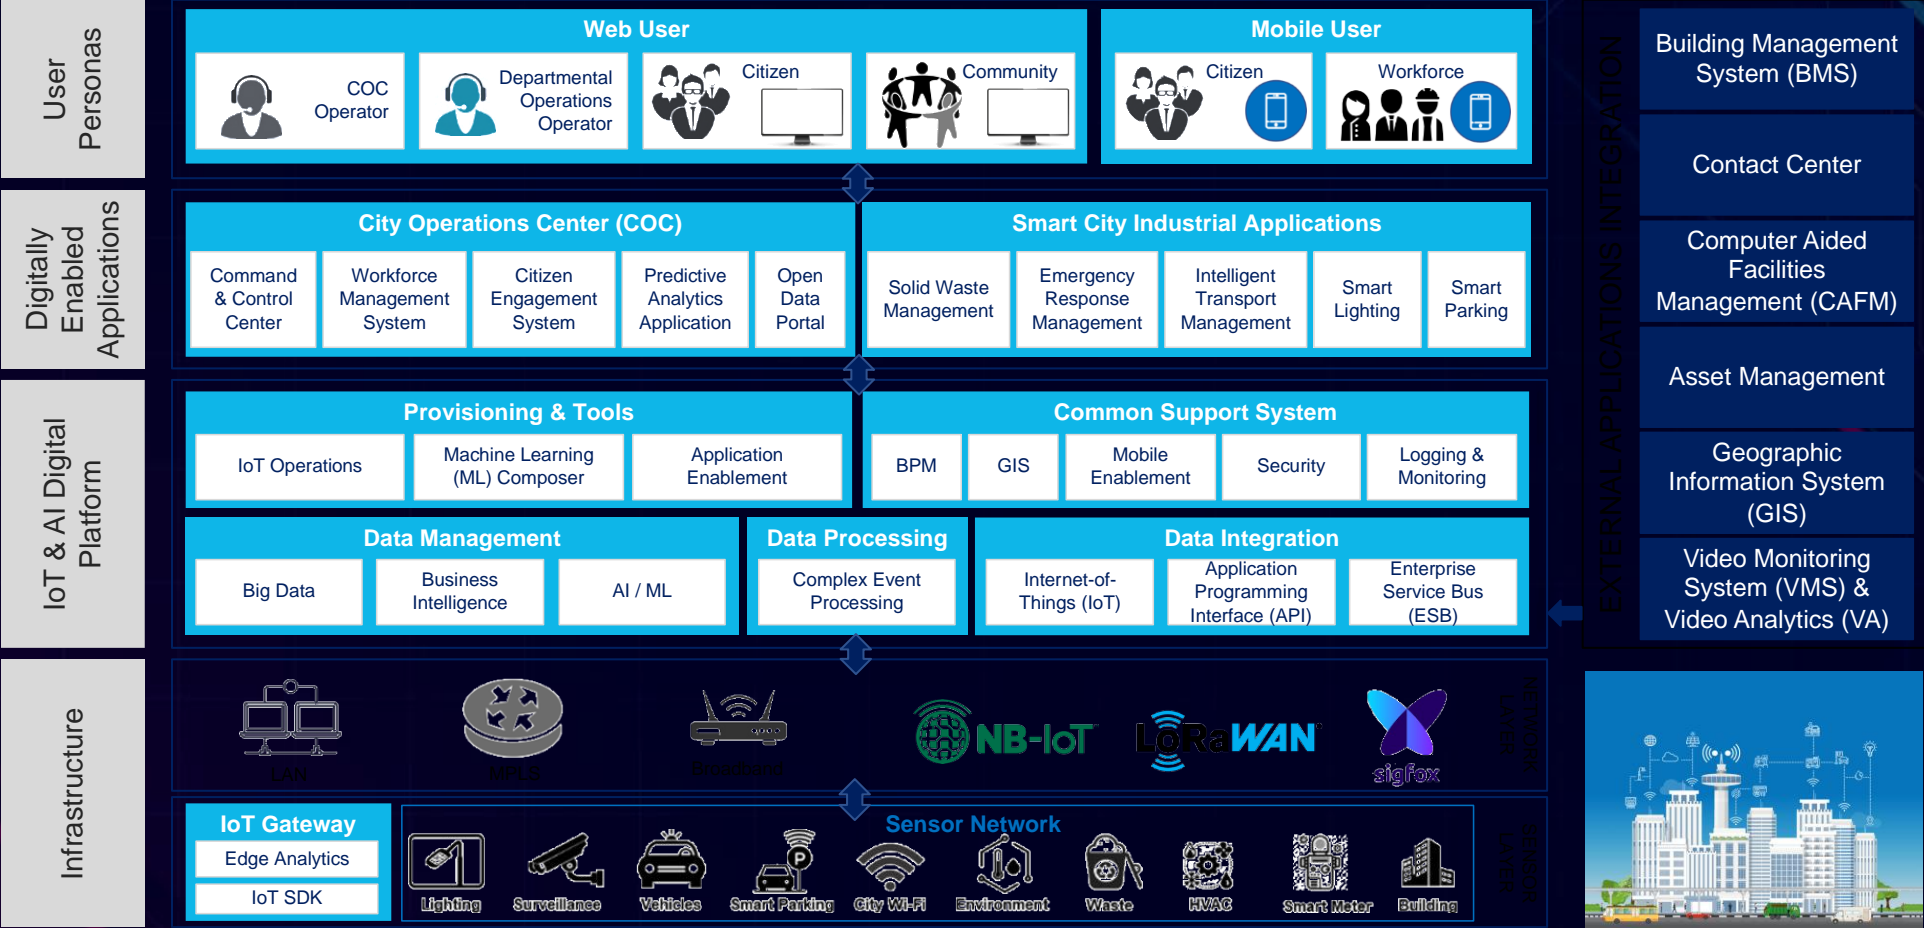 User
Personas
Web User
COC
Operator
Departmental
Operations
Operator
Citizen
Community
Mobile User
Citizen
Workforce
Digitally
Enabled
Applications
City Operations Center (COC)
Command
& Control
Center
Workforce
Management
System
Citizen
Engagement
System
Predictive
Analytics
Application
Open
Data
Portal
Smart City Industrial Applications
Solid Waste
Management
Emergency
Response
Management
Intelligent
Transport
Management
Smart
Lighting
Smart
Parking
IoT & AI Digital
Platform
Provisioning & Tools
IoT Operations
Machine Learning
(ML) Composer
Application
Enablement
Common Support System
BPM
GIS
Mobile
Enablement
Security
Logging &
Monitoring
Data Management
Big Data
Business
Intelligence
AI / ML
Data Processing
Complex Event
Processing
Data Integration
Internet-of-
Things (IoT)
Application
Programming
Interface (API)
Enterprise
Service Bus
(ESB)
Infrastructure
LAN
MPLS
Broadband
NB-IoT
LoRaWAN
sigfox
NETWORK
LAYER
IoT Gateway
Edge Analytics
IoT SDK
Sensor Network
P
Lighting
Surveillance
Vehicles
Smart Parking
City Wi-Fi
Environment
Waste
HVAC
Smart Meter
Building
SENSOR
LAYER
EXTERNAL APPLICATIONS INTEGRATION
Building Management
System (BMS)
Contact Center
Computer Aided
Facilities
Management (CAFM)
Asset Management
Geographic
Information System
(GIS)
Video Monitoring
System (VMS) &
Video Analytics (VA)